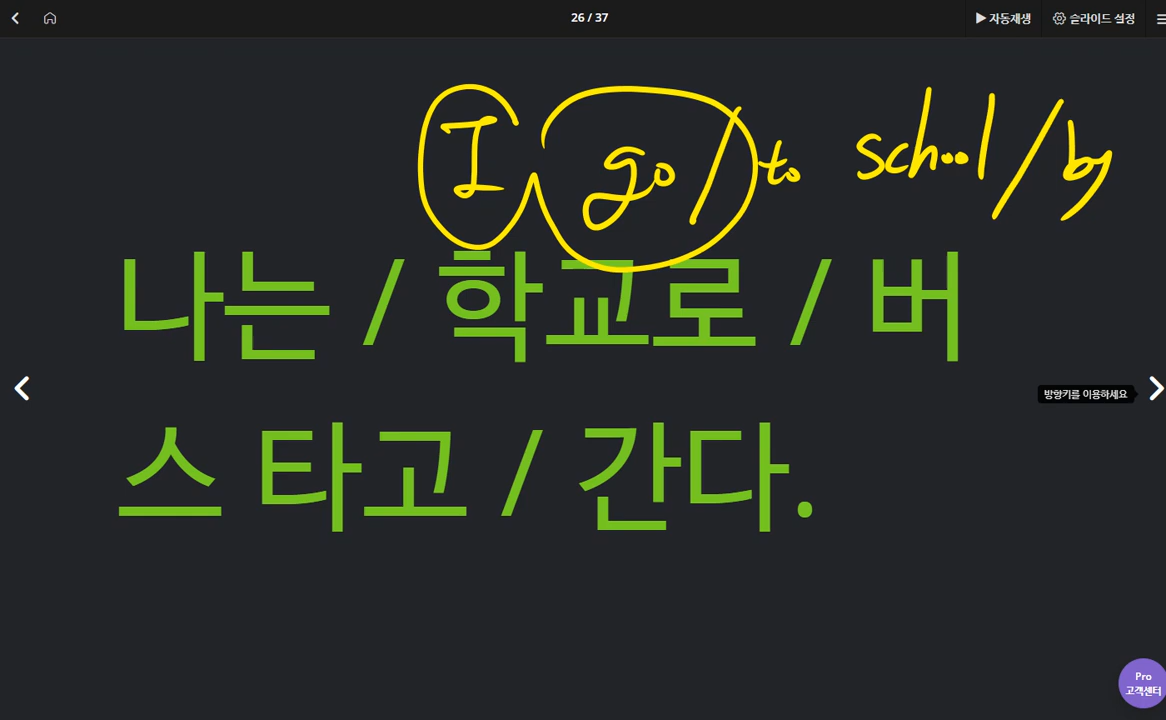 26 / 37
자동재생
슬라이드 설정
I go / to school // by
나는 / 학교로 / 버
스 타고 / 간다.
방향키를 이용하세요
Pro
고객센터